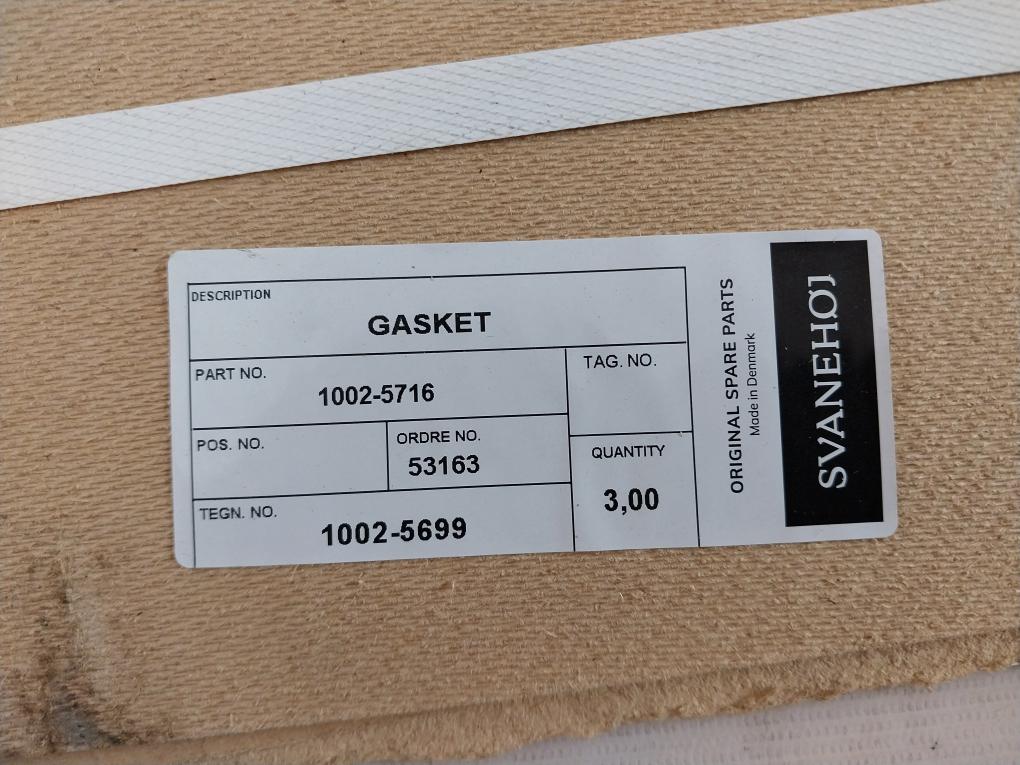 DESCRIPTION
GASKET
PART NO.
1002-5716
TAG. NO.
POS. NO.
ORDRE NO.
53163
QUANTITY
3,00
TEGN. NO.
1002-5699
ORIGINAL SPARE PARTS
Made in Denmark
SVANEHØJ